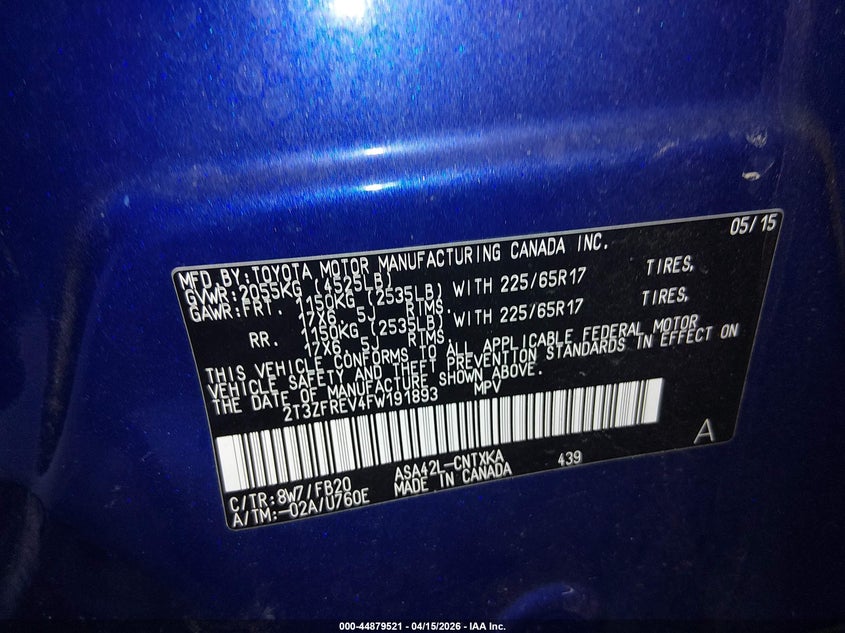 05/15
MFD.BY:TOYOTA MOTOR MANUFACTURING CANADA INC.
GVWR:2055KG (4525LB)
GAWR:FRT. 1150KG (2535LB) WITH 225/65R17 TIRES,
17X6.5J RIMS.
RR. 1150KG (2535LB) WITH 225/65R17 TIRES,
17X6.5J RIMS
THIS VEHICLE CONFORMS TO ALL APPLICABLE FEDERAL MOTOR
VEHICLE SAFETY AND THEFT PREVENTION STANDARDS IN EFFECT ON
THE DATE OF MANUFACTURE SHOWN ABOVE.
2T3ZFREV4FW191893 MPV
A
C/TR:8W7/FB20 ASA42L-CNTXKA 439
A/TM:-02A/U760E MADE IN CANADA
000-44879521 - 04/15/2026 - IAA Inc.